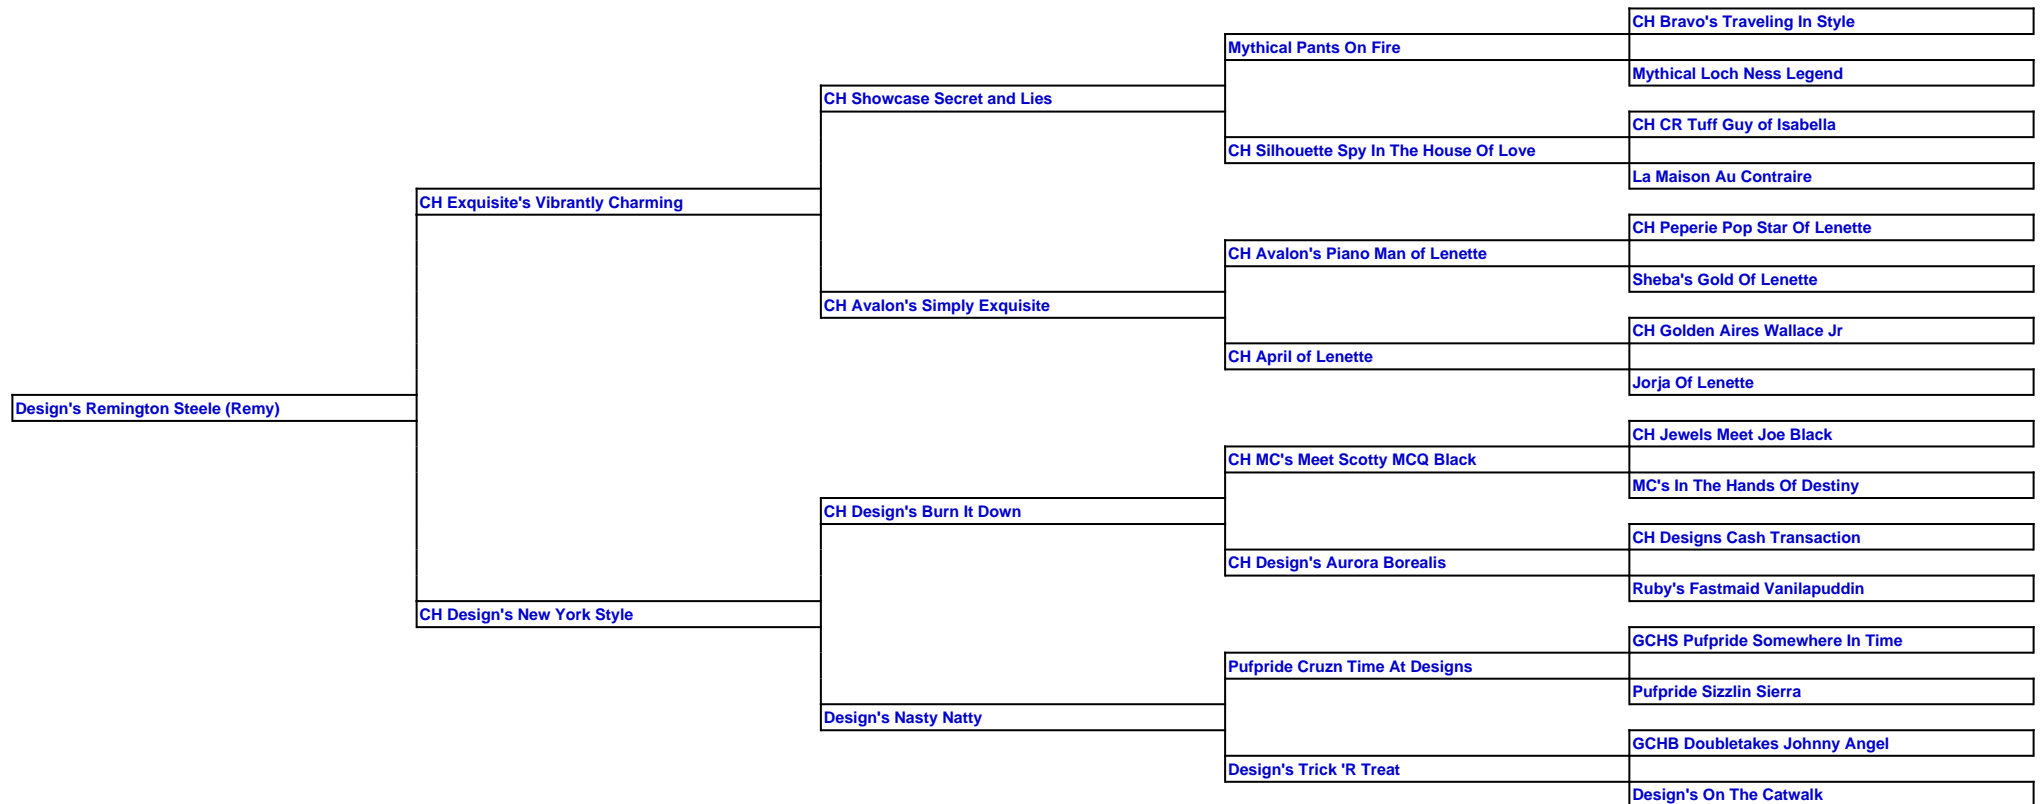 CH Bravo's Traveling In Style
Mythical Pants On Fire
Mythical Loch Ness Legend
CH Showcase Secret and Lies
CH CR Tuff Guy of Isabella
CH Silhouette Spy In The House Of Love
La Maison Au Contraire
CH Exquisite's Vibrantly Charming
CH Peperie Pop Star Of Lenette
CH Avalon's Piano Man of Lenette
Sheba's Gold Of Lenette
CH Avalon's Simply Exquisite
CH Golden Aires Wallace Jr
CH April of Lenette
Jorja Of Lenette
Design's Remington Steele (Remy)
CH Jewels Meet Joe Black
CH MC's Meet Scotty MCQ Black
MC's In The Hands Of Destiny
CH Design's Burn It Down
CH Designs Cash Transaction
CH Design's Aurora Borealis
Ruby's Fastmaid Vanilapuddin
CH Design's New York Style
GCHS Pufpride Somewhere In Time
Pufpride Cruzn Time At Designs
Pufpride Sizzlin Sierra
Design's Nasty Natty
GCHB Doubletakes Johnny Angel
Design's Trick 'R Treat
Design's On The Catwalk